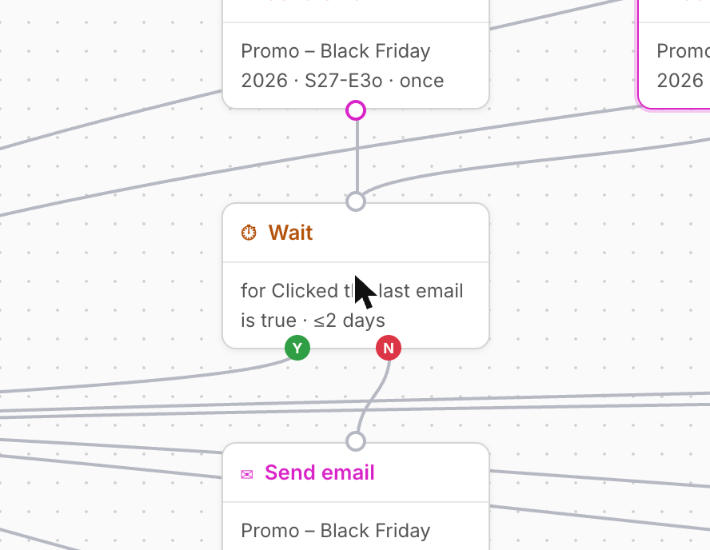 Promo – Black Friday
2026 · S27-E3o · once
Promo
2026
Wait
for Clicked the last email
is true · ≤2 days
Y
N
Send email
Promo – Black Friday